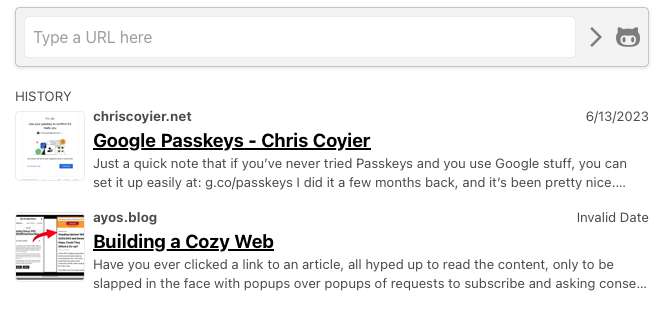 Type a URL here
HISTORY
chriscoyier.net
6/13/2023
Google Passkeys - Chris Coyier
Just a quick note that if you’ve never tried Passkeys and you use Google stuff, you can
set it up easily at: g.co/passkeys I did it a few months back, and it’s been pretty nice....
ayos.blog
Invalid Date
Building a Cozy Web
Have you ever clicked a link to an article, all hyped up to read the content, only to be
slapped in the face with popups over popups of requests to subscribe and asking conse...